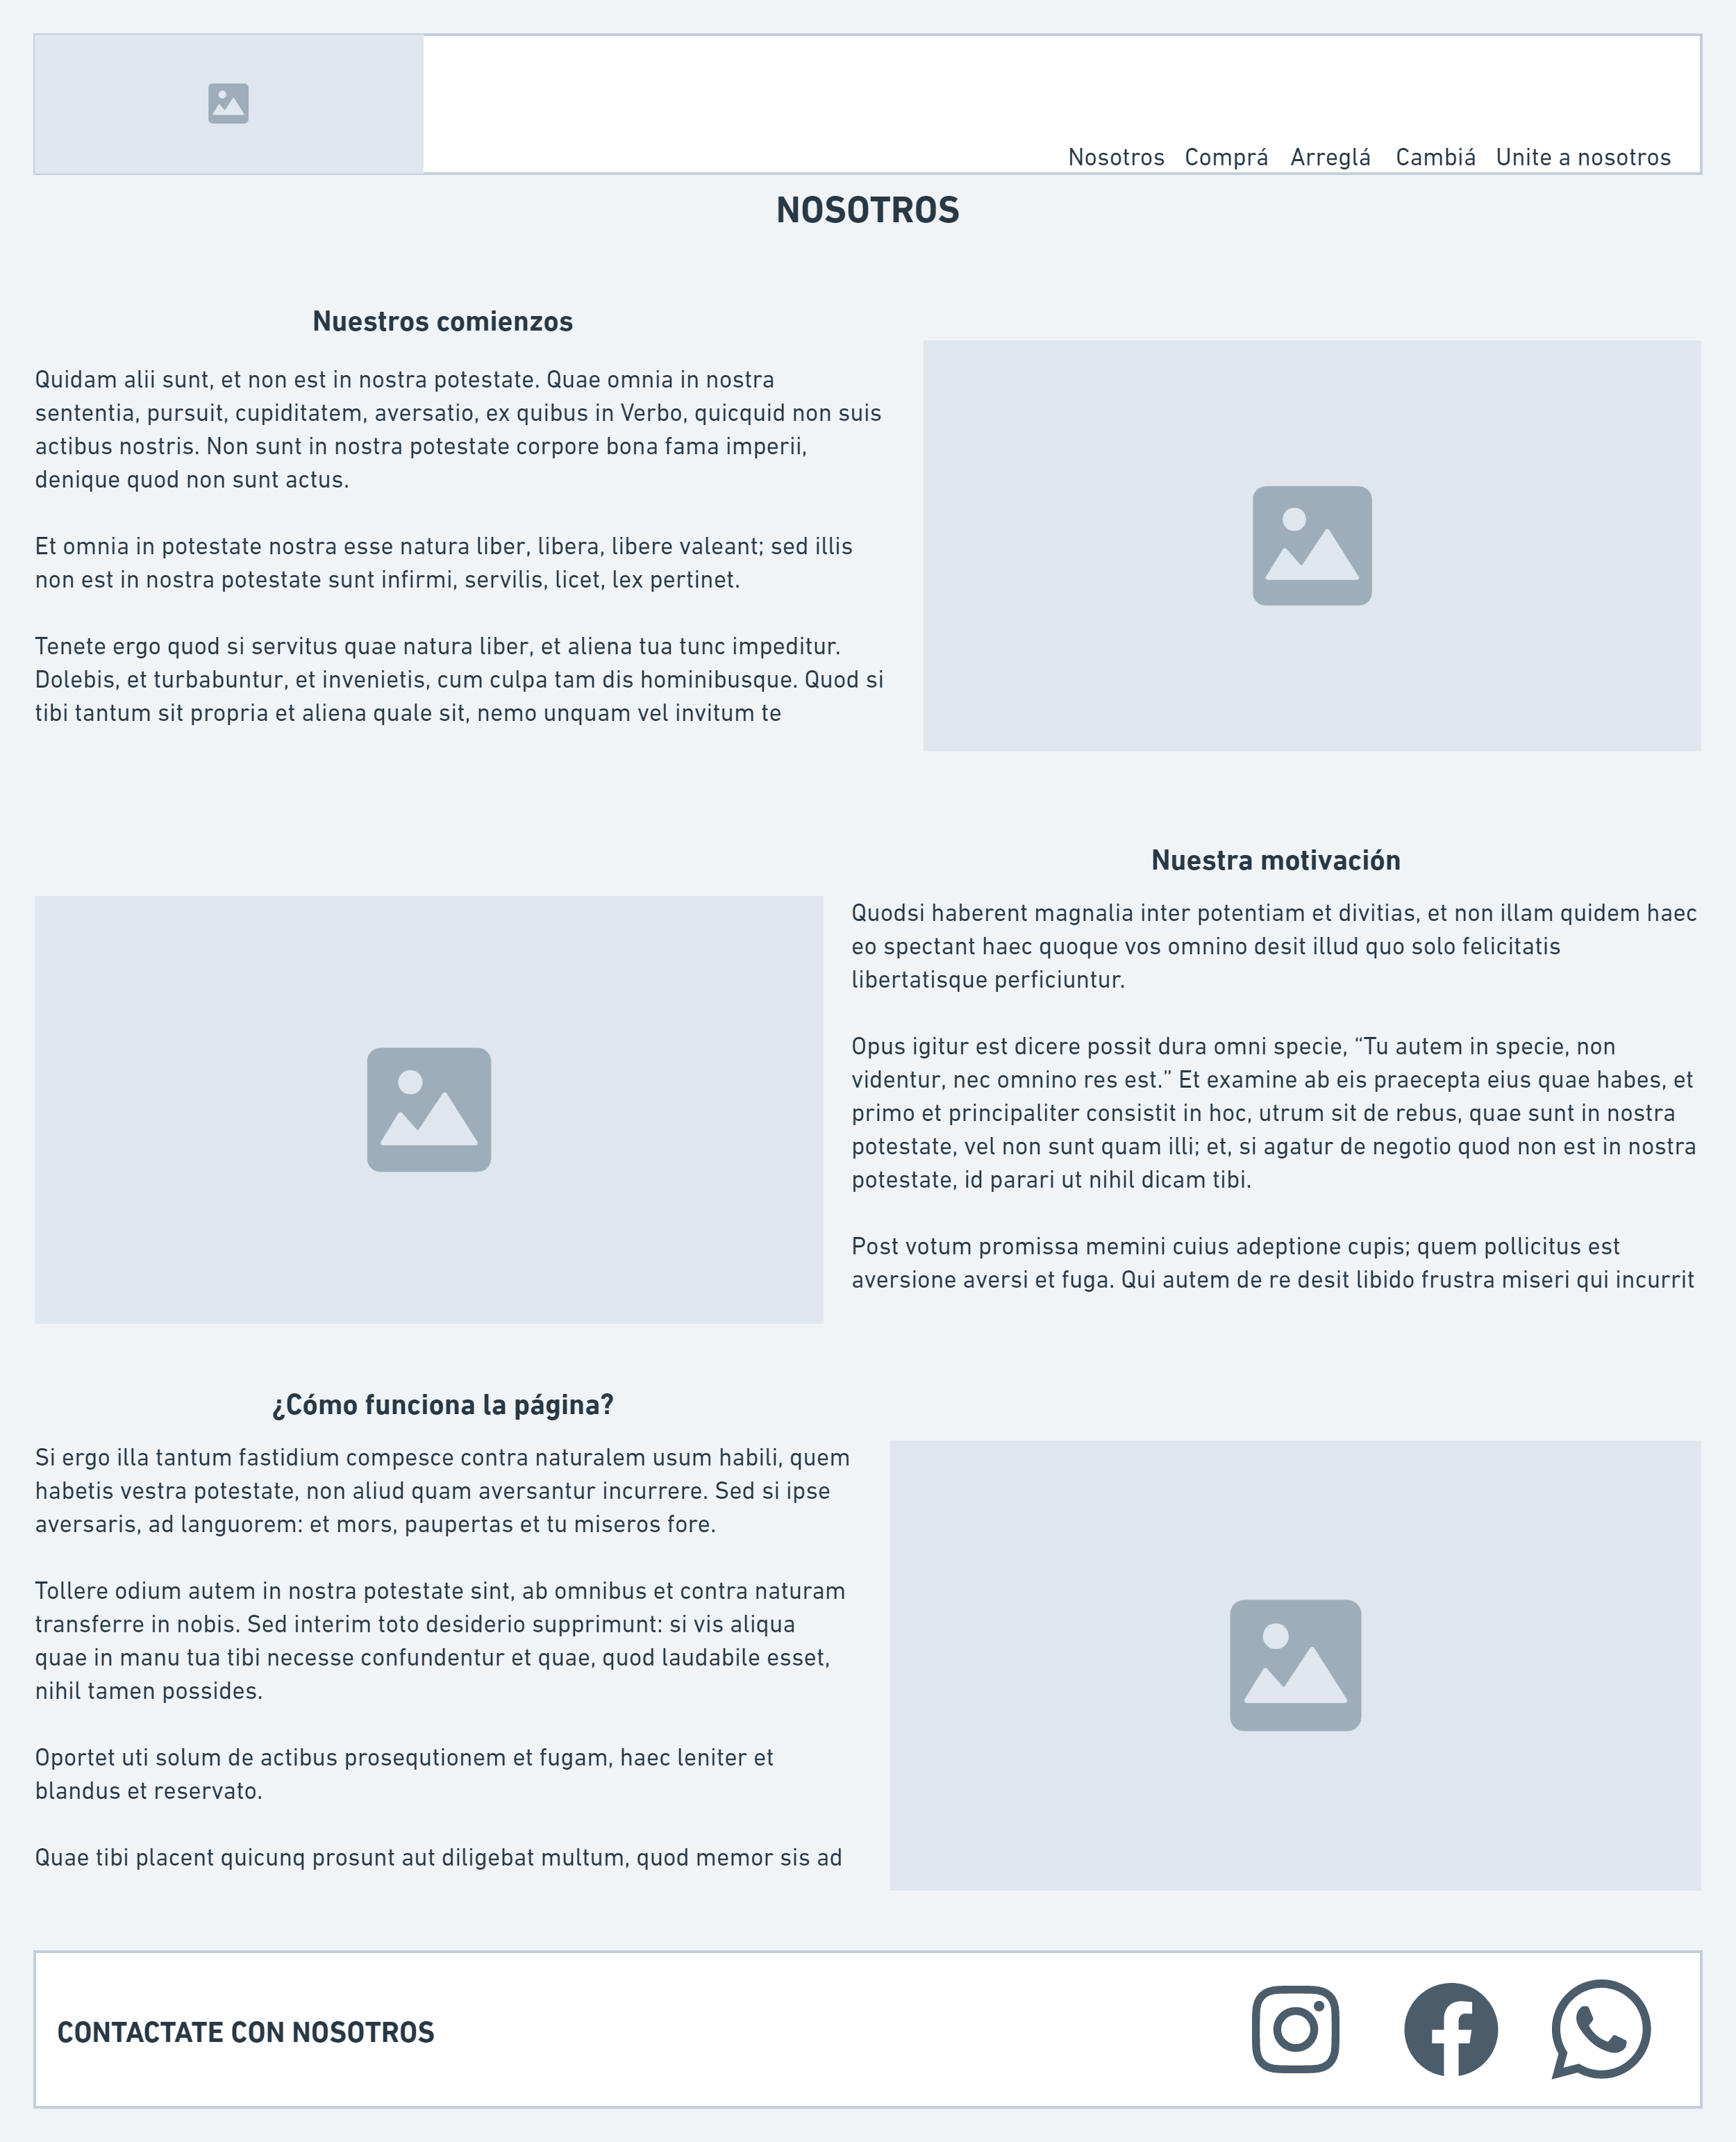 Nosotros Comprá Arreglá Cambiá Unite a nosotros
NOSOTROS
Nuestros comienzos
Quidam alii sunt, et non est in nostra potestate. Quae omnia in nostra
sententia, pursuit, cupiditatem, aversatio, ex quibus in Verbo, quicquid non suis
actibus nostris. Non sunt in nostra potestate corpore bona fama imperii,
denique quod non sunt actus.
Et omnia in potestate nostra esse natura liber, libera, libere valeant; sed illis
non est in nostra potestate sunt infirmi, servilis, licet, lex pertinet.
Tenete ergo quod si servitus quae natura liber, et aliena tua tunc impeditur.
Dolebis, et turbabuntur, et invenietis, cum culpa tam dis hominibusque. Quod si
tibi tantum sit propria et aliena quale sit, nemo unquam vel invitum te
Nuestra motivación
Quodsi haberent magnalia inter potentiam et divitias, et non illam quidem haec
eo spectant haec quoque vos omnino desit illud quo solo felicitatis
libertatisque perficiuntur.
Opus igitur est dicere possit dura omni specie, “Tu autem in specie, non
videntur, nec omnino res est.” Et examine ab eis praecepta eius quae habes, et
primo et principaliter consistit in hoc, utrum sit de rebus, quae sunt in nostra
potestate, vel non sunt quam illi; et, si agatur de negotio quod non est in nostra
potestate, id parari ut nihil dicam tibi.
Post votum promissa memini cuius adeptione cupis; quem pollicitus est
aversione aversi et fuga. Qui autem de re desit libido frustra miseri qui incurrit
¿Cómo funciona la página?
Si ergo illa tantum fastidium compesce contra naturalem usum habili, quem
habetis vestra potestate, non aliud quam aversantur incurrere. Sed si ipse
aversaris, ad languorem: et mors, paupertas et tu miseros fore.
Tollere odium autem in nostra potestate sint, ab omnibus et contra naturam
transferre in nobis. Sed interim toto desiderio supprimunt: si vis aliqua
quae in manu tua tibi necesse confundentur et quae, quod laudabile esset,
nihil tamen possides.
Oportet uti solum de actibus prosequtionem et fugam, haec leniter et
blandus et reservato.
Quae tibi placent quicunq prosunt aut diligebat multum, quod memor sis ad
CONTACTATE CON NOSOTROS